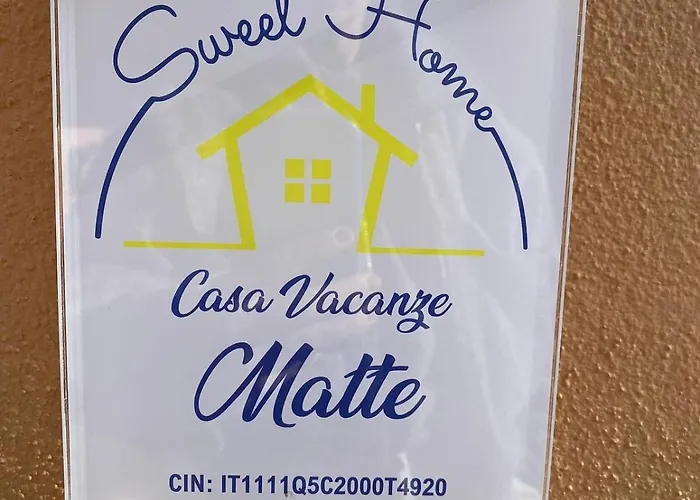 Sweet Home
Casa Vacanze
Matte
CIN: IT1111Q5C2000T4920